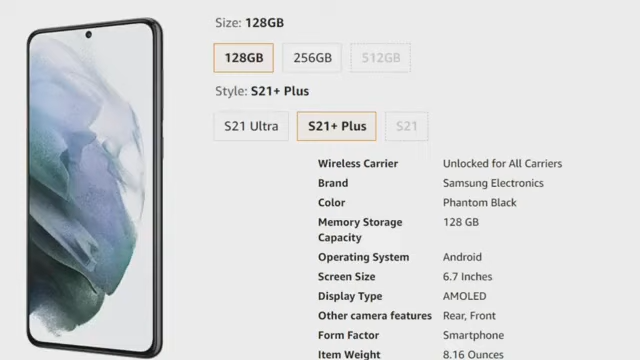 Size: 128GB
128GB 256GB 512GB
Style: S21+ Plus
S21 Ultra S21+ Plus S21
Wireless Carrier Unlocked for All Carriers
Brand Samsung Electronics
Color Phantom Black
Memory Storage 128 GB
Capacity
Operating System Android
Screen Size 6.7 Inches
Display Type AMOLED
Other camera features Rear, Front
Form Factor Smartphone
Item Weight 8.16 Ounces